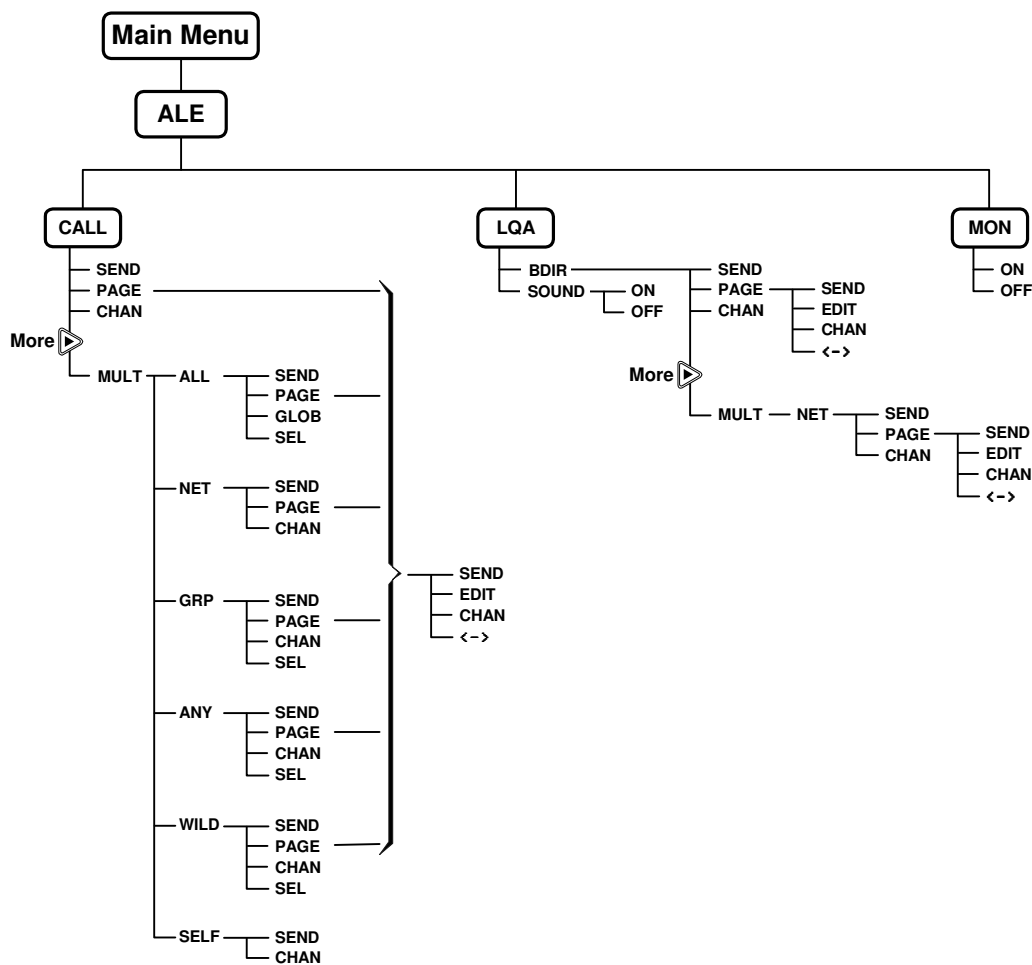 Main Menu
ALE
CALL
SEND
PAGE
CHAN
More
MULT
ALL
SEND
PAGE
GLOB
SEL
NET
SEND
PAGE
CHAN
GRP
SEND
PAGE
CHAN
SEL
ANY
SEND
PAGE
CHAN
SEL
WILD
SEND
PAGE
CHAN
SEL
SELF
SEND
CHAN
SEND
EDIT
CHAN
<->
LQA
BDIR
SOUND
ON
OFF
SEND
PAGE
CHAN
SEND
EDIT
CHAN
<->
More
MULT
NET
SEND
PAGE
CHAN
SEND
EDIT
CHAN
<->
MON
ON
OFF